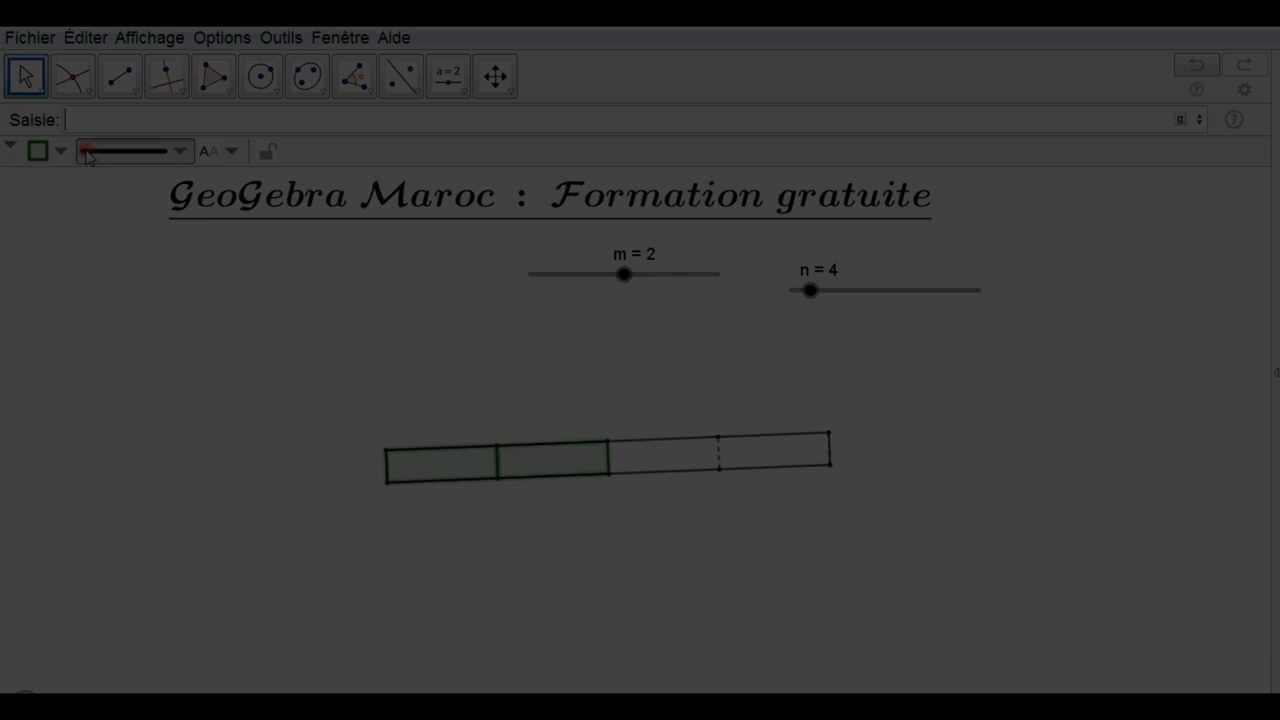 Fichier Éditer Affichage Options Outils Fenêtre Aide
a=2
Saisie:
α
AA
GeoGebra Maroc : Formation gratuite
m = 2
n = 4